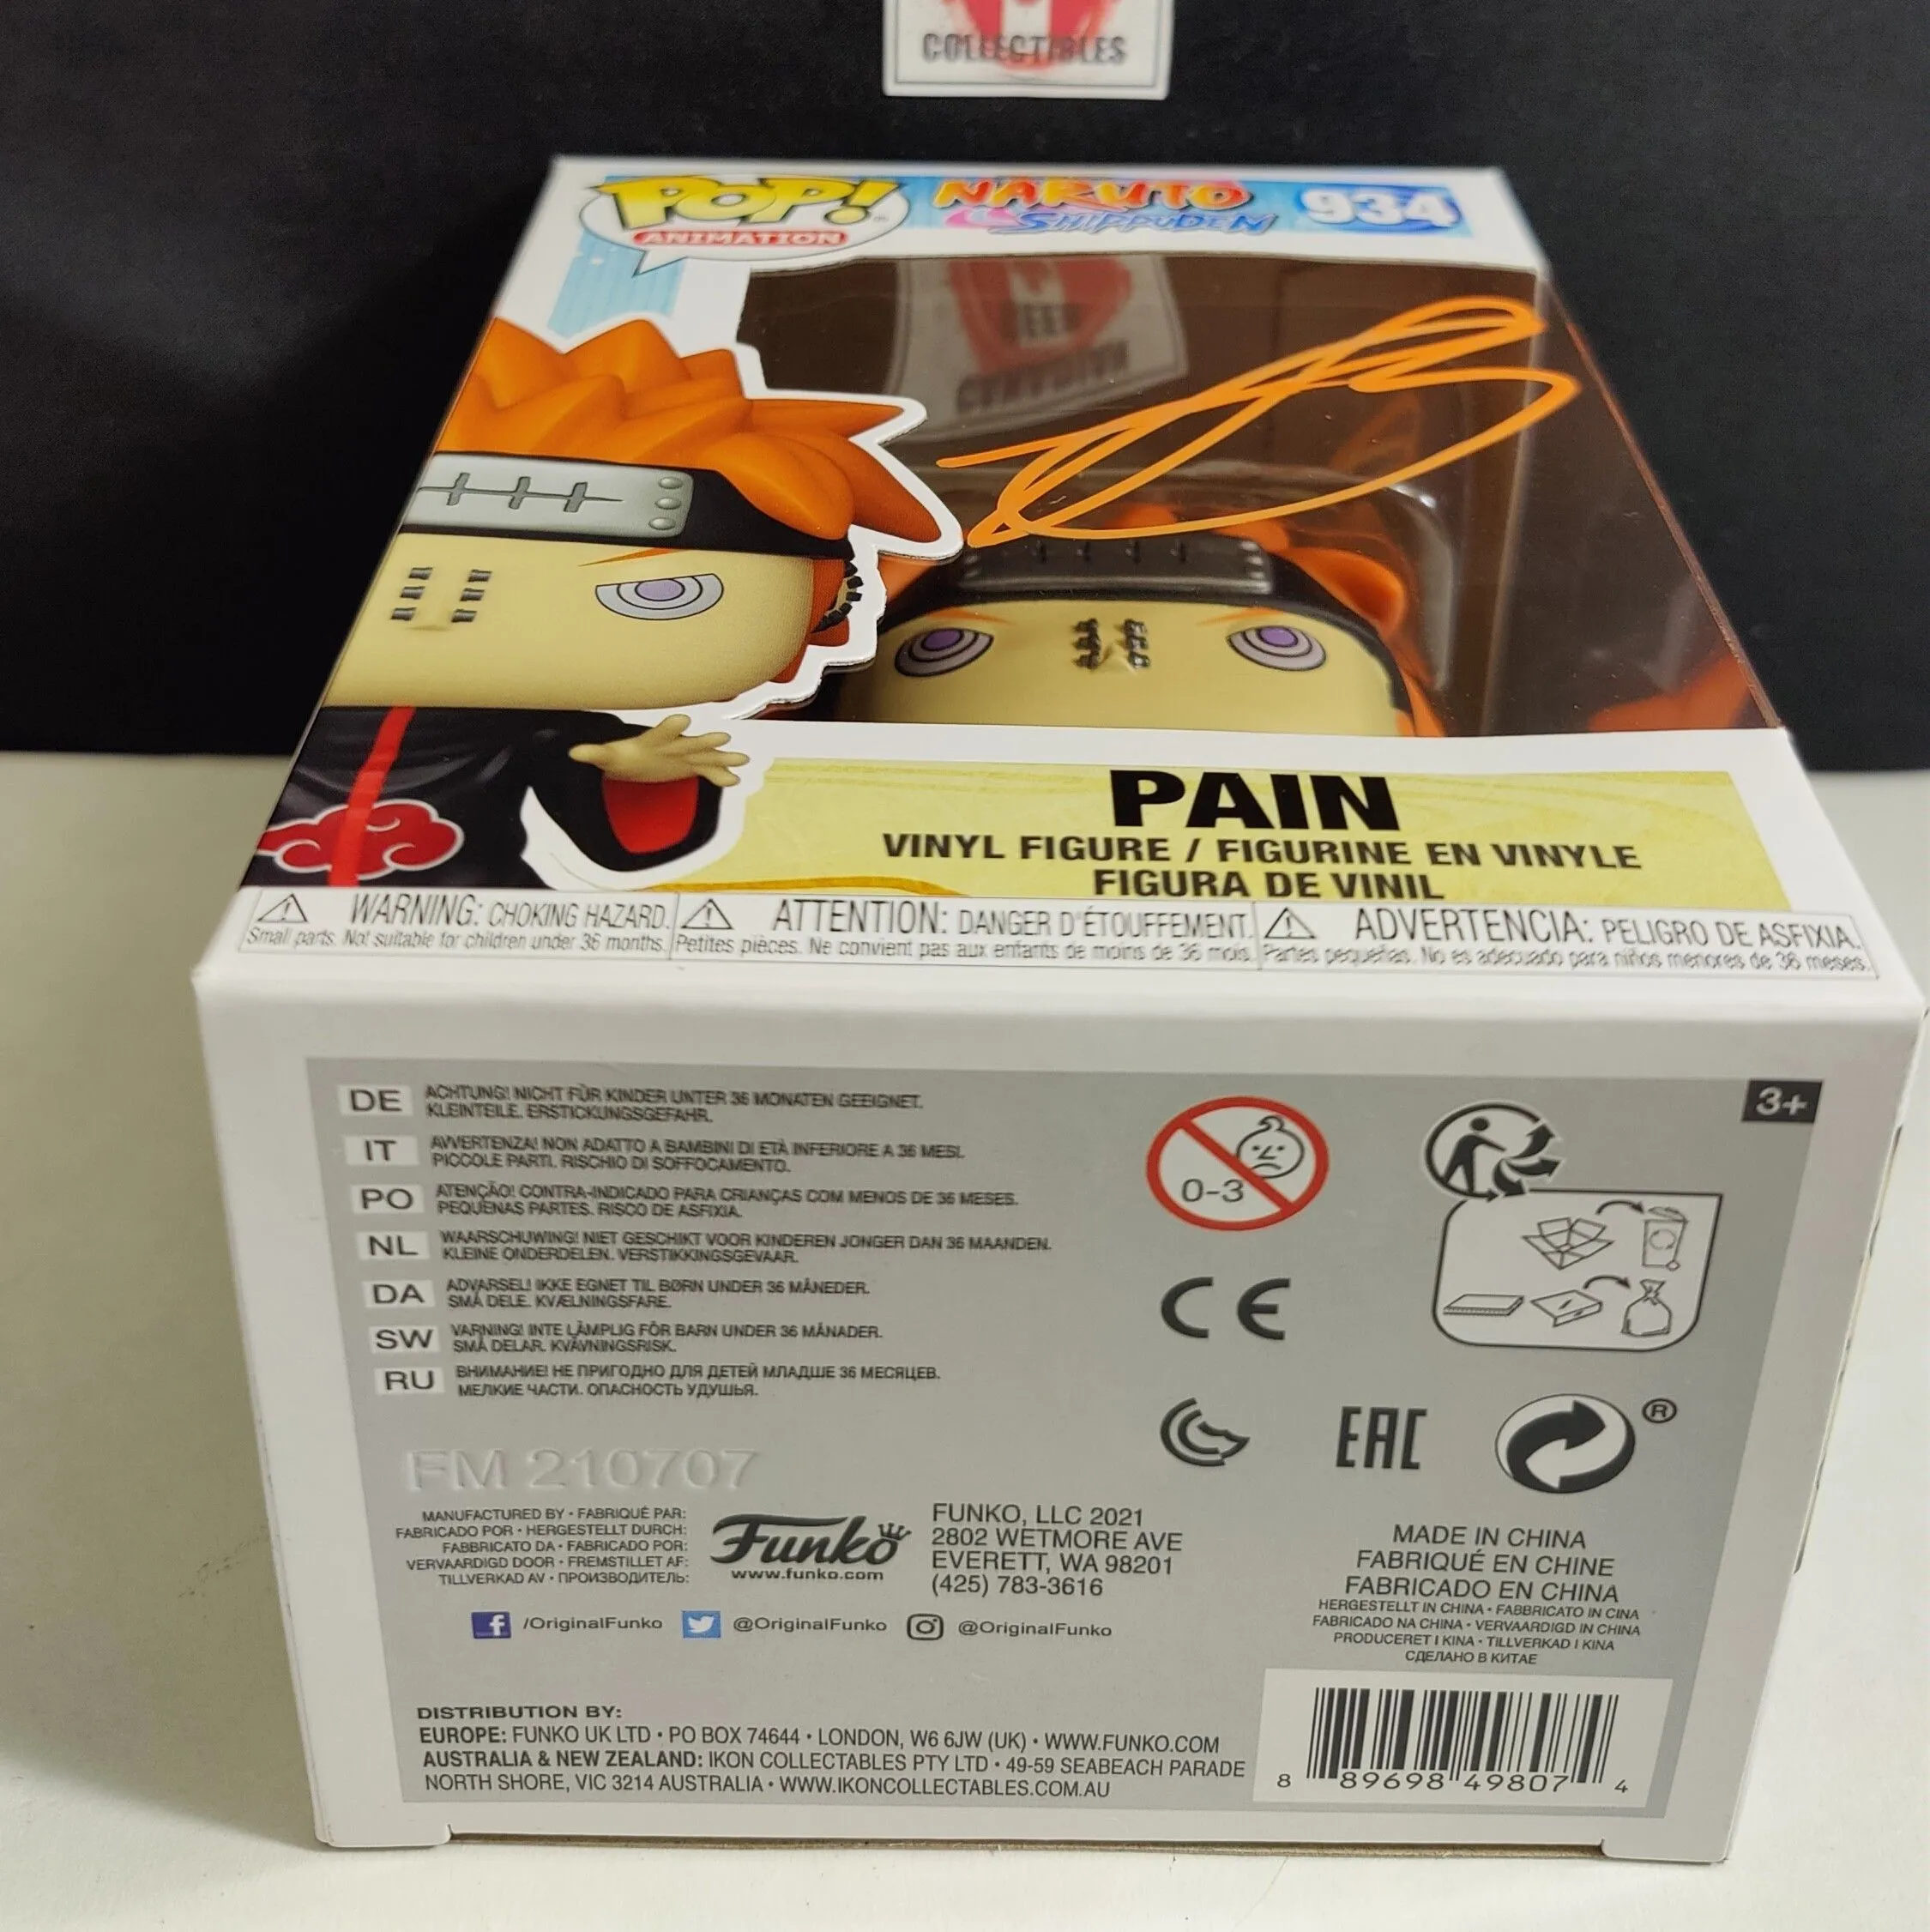 COLLECTIBLES
POP!
ANIMATION
NARUTO
SHIPPUDEN
934
PAIN
VINYL FIGURE / FIGURINE EN VINYLE
FIGURA DE VINIL
WARNING: CHOKING HAZARD.
Small parts. Not suitable for children under 36 months.
ATTENTION: DANGER D'ÉTOUFFEMENT.
Petites pièces. Ne convient pas aux enfants de moins de 36 mois.
ADVERTENCIA: PELIGRO DE ASFIXIA.
Partes pequeñas. No es adecuado para niños menores de 36 meses.
DE ACHTUNG! NICHT FÜR KINDER UNTER 36 MONATEN GEEIGNET.
KLEINTEILE. ERSTICKUNGSGEFAHR.
IT AVVERTENZA! NON ADATTO A BAMBINI DI ETÀ INFERIORE A 36 MESI.
PICCOLE PARTI. RISCHIO DI SOFFOCAMENTO.
PO ATENÇÃO! CONTRA-INDICADO PARA CRIANÇAS COM MENOS DE 36 MESES.
PEQUENAS PARTES. RISCO DE ASFIXIA.
NL WAARSCHUWING! NIET GESCHIKT VOOR KINDEREN JONGER DAN 36 MAANDEN.
KLEINE ONDERDELEN. VERSTIKKINGSGEVAAR.
DA ADVARSEL! IKKE EGNET TIL BØRN UNDER 36 MÅNEDER.
SMÅ DELE. KVÆLNINGSFARE.
SW VARNING! INTE LÄMPLIG FÖR BARN UNDER 36 MÅNADER.
SMÅ DELAR. KVÄVNINGSRISK.
RU ВНИМАНИЕ! НЕ ПРИГОДНО ДЛЯ ДЕТЕЙ МЛАДШЕ 36 МЕСЯЦЕВ.
МЕЛКИЕ ЧАСТИ. ОПАСНОСТЬ УДУШЬЯ.
0-3
3+
CE
EAC
®
FM 210707
MANUFACTURED BY • FABRIQUÉ PAR:
FABRICADO POR • HERGESTELLT DURCH:
FABBRICATO DA • FABRICADO POR:
VERVAARDIGD DOOR • FREMSTILLET AF:
TILLVERKAD AV • ПРОИЗВОДИТЕЛЬ:
Funko
www.funko.com
FUNKO, LLC 2021
2802 WETMORE AVE
EVERETT, WA 98201
(425) 783-3616
/OriginalFunko @OriginalFunko @OriginalFunko
MADE IN CHINA
FABRIQUÉ EN CHINE
FABRICADO EN CHINA
HERGESTELLT IN CHINA • FABBRICATO IN CINA
FABRICADO NA CHINA • VERVAARDIGD IN CHINA
PRODUCERET I KINA • TILLVERKAD I KINA
СДЕЛАНО В КИТАЕ
DISTRIBUTION BY:
EUROPE: FUNKO UK LTD • PO BOX 74644 • LONDON, W6 6JW (UK) • WWW.FUNKO.COM
AUSTRALIA & NEW ZEALAND: IKON COLLECTABLES PTY LTD • 49-59 SEABEACH PARADE
NORTH SHORE, VIC 3214 AUSTRALIA • WWW.IKONCOLLECTABLES.COM.AU
8 89698 49807 4